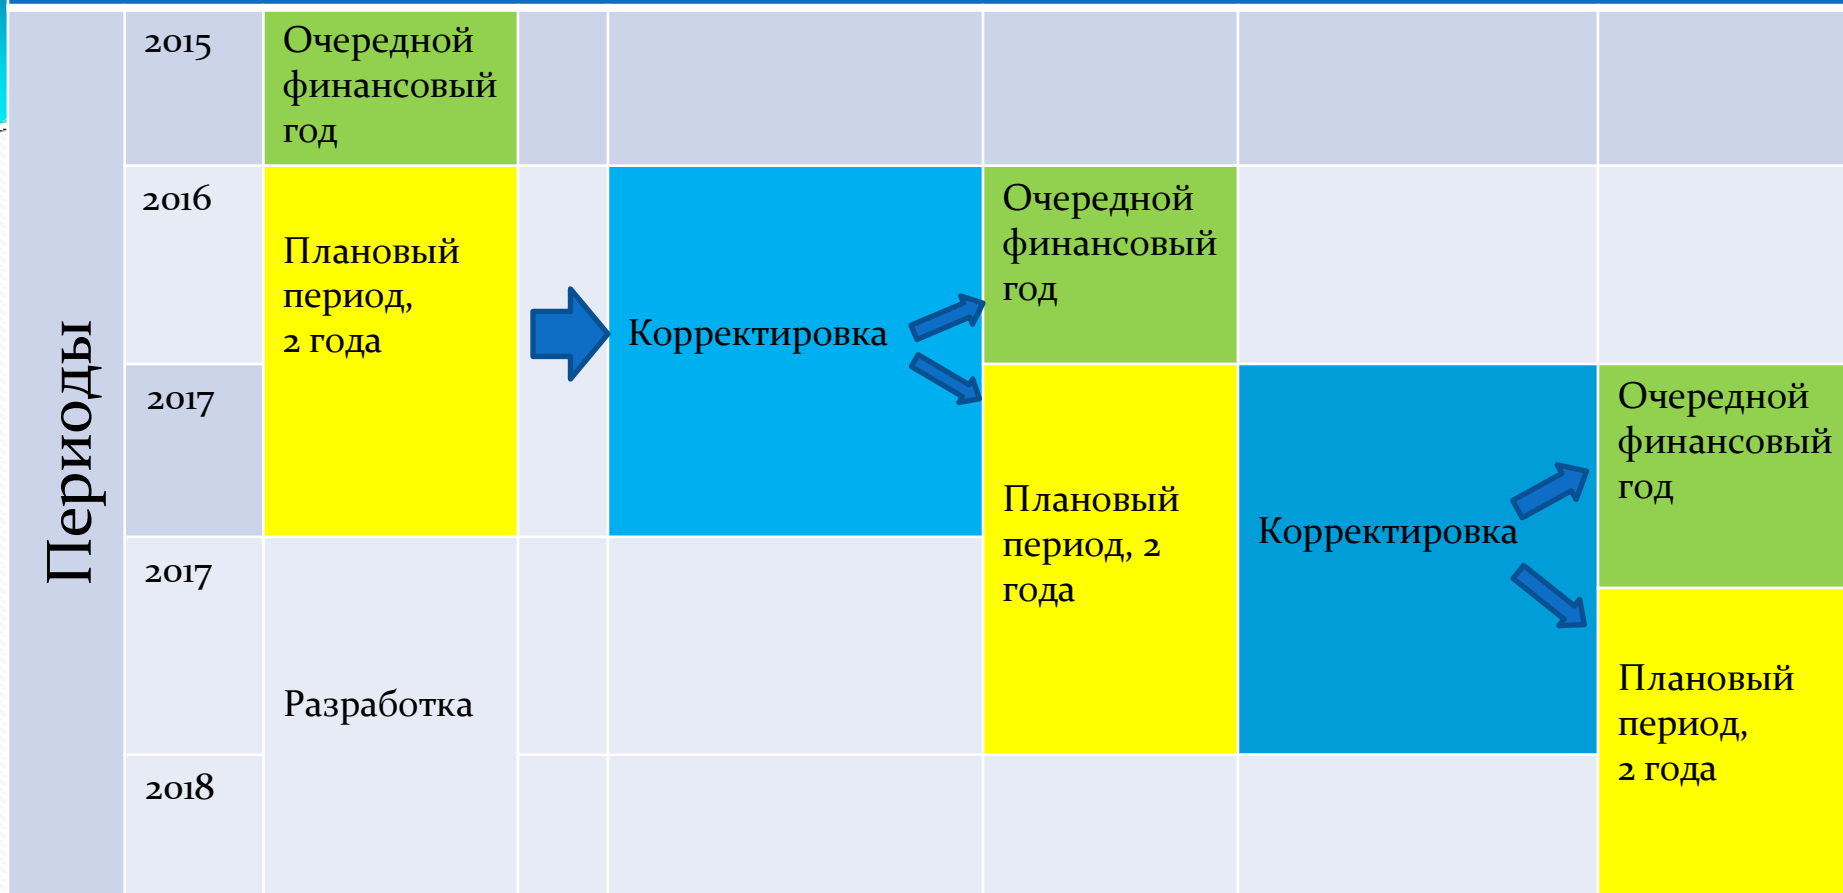 Периоды
2015
Очередной
финансовый
год
2016
Плановый
период,
2 года
Корректировка
Очередной
финансовый
год
2017
Плановый
период, 2
года
Корректировка
Очередной
финансовый
год
2017
Разработка
Плановый
период,
2 года
2018